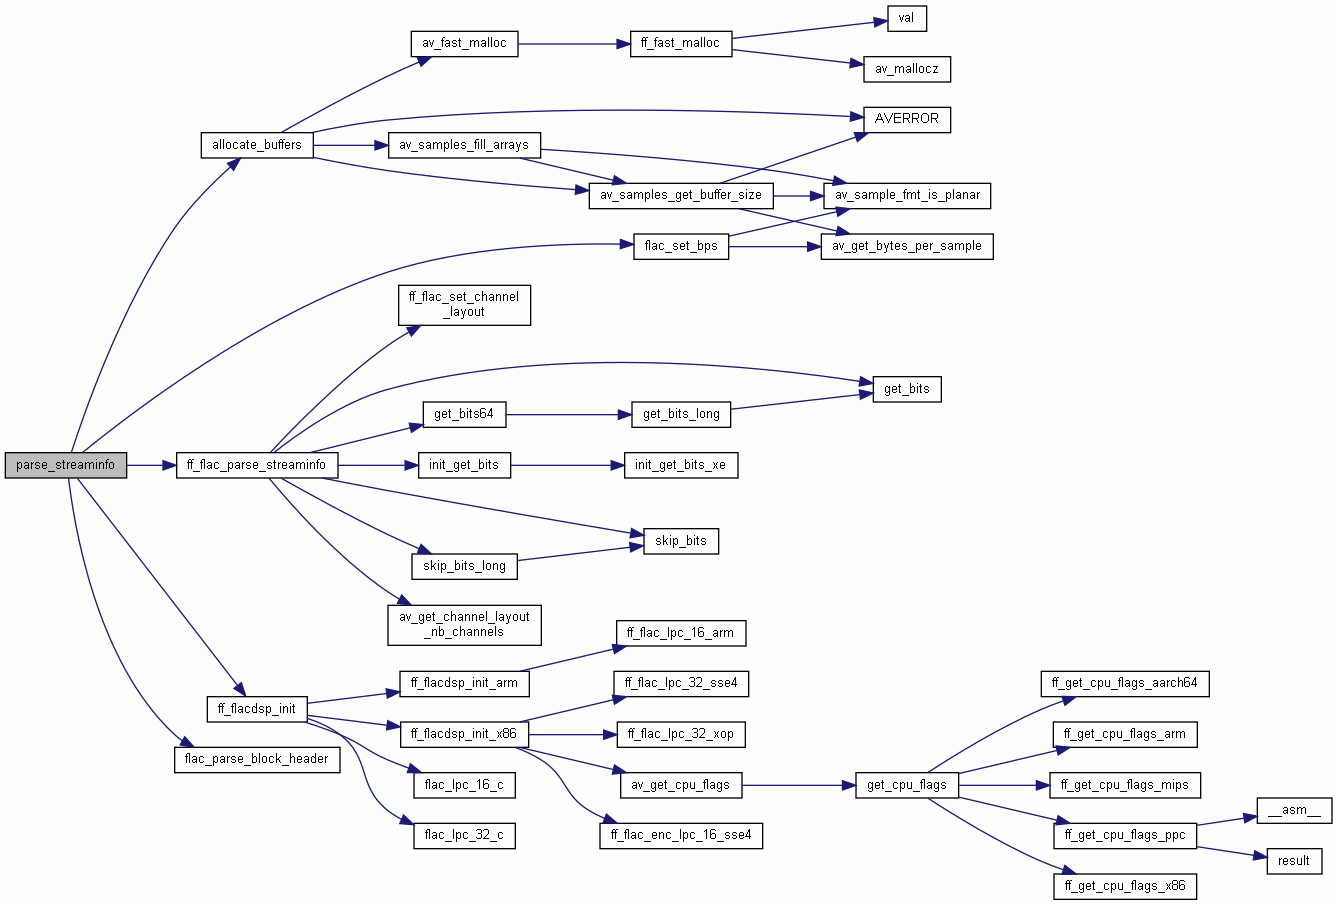 val
av_fast_malloc
ff_fast_malloc
av_mallocz
AVERROR
allocate_buffers
av_samples_fill_arrays
av_samples_get_buffer_size
av_sample_fmt_is_planar
flac_set_bps
av_get_bytes_per_sample
ff_flac_set_channel
_layout
get_bits
get_bits64
get_bits_long
parse_streaminfo
ff_flac_parse_streaminfo
init_get_bits
init_get_bits_xe
skip_bits
skip_bits_long
av_get_channel_layout
_nb_channels
ff_flac_lpc_16_arm
ff_flacdsp_init_arm
ff_flac_lpc_32_sse4
ff_get_cpu_flags_aarch64
ff_flacdsp_init
ff_flacdsp_init_x86
ff_flac_lpc_32_xop
ff_get_cpu_flags_arm
flac_parse_block_header
flac_lpc_16_c
av_get_cpu_flags
get_cpu_flags
ff_get_cpu_flags_mips
__asm__
flac_lpc_32_c
ff_flac_enc_lpc_16_sse4
ff_get_cpu_flags_ppc
result
ff_get_cpu_flags_x86